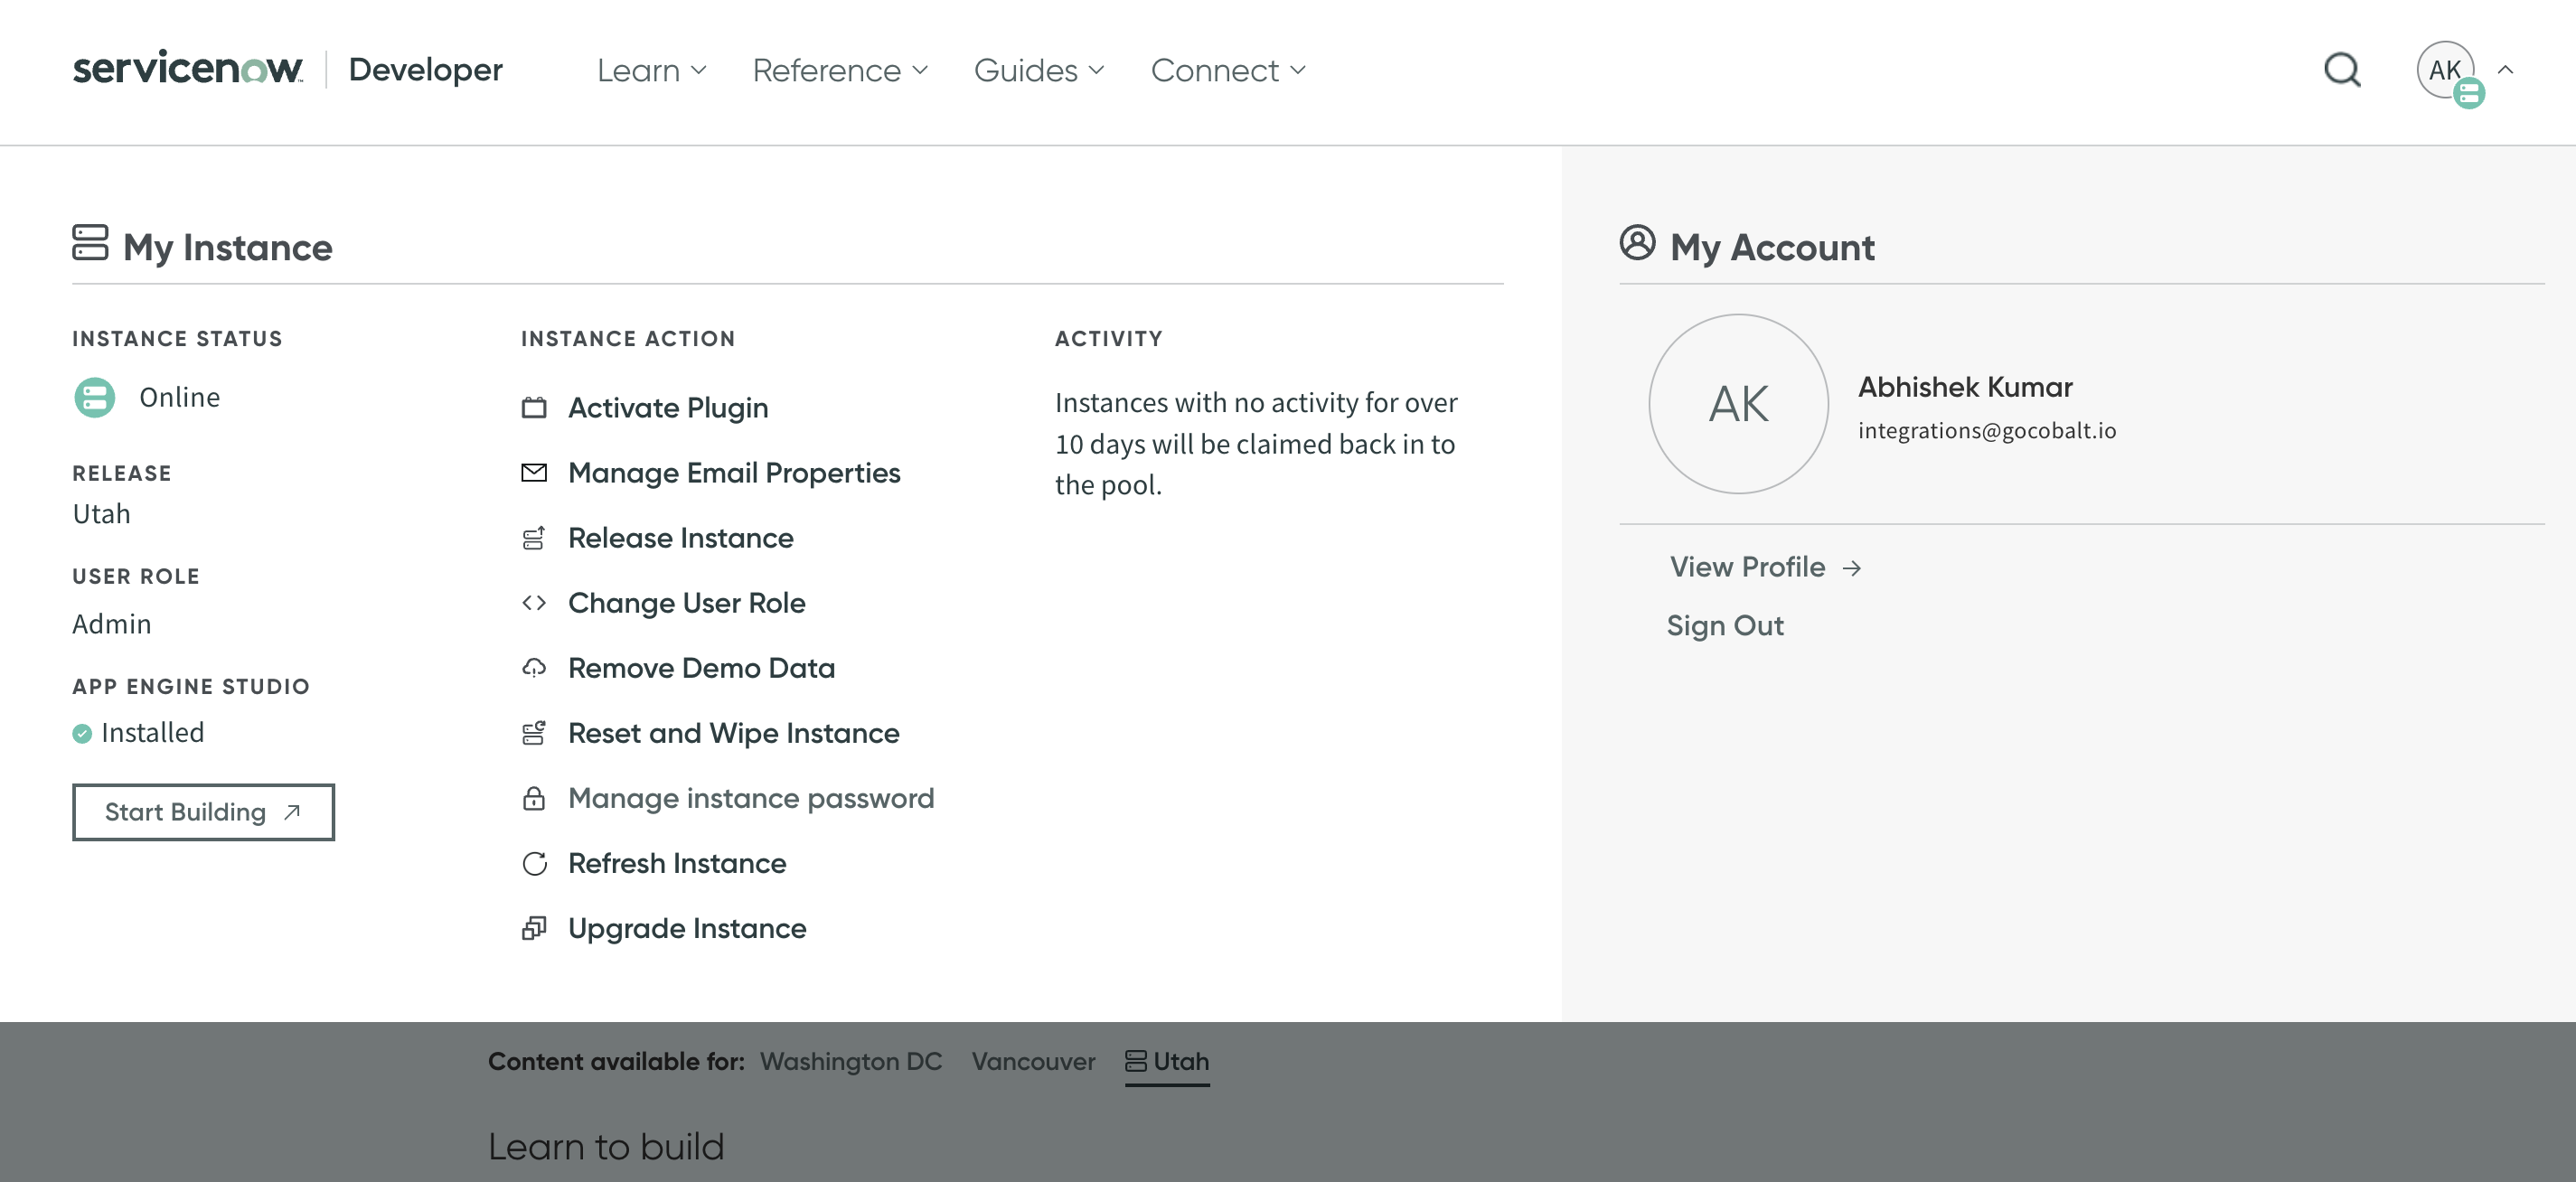 servicenow Developer Learn Reference Guides Connect AK
My Instance
INSTANCE STATUS
Online
RELEASE
Utah
USER ROLE
Admin
APP ENGINE STUDIO
Installed
Start Building
INSTANCE ACTION
Activate Plugin
Manage Email Properties
Release Instance
Change User Role
Remove Demo Data
Reset and Wipe Instance
Manage instance password
Refresh Instance
Upgrade Instance
ACTIVITY
Instances with no activity for over
10 days will be claimed back in to
the pool.
My Account
AK
Abhishek Kumar
integrations@gocobalt.io
View Profile
Sign Out
Content available for: Washington DC Vancouver Utah
Learn to build